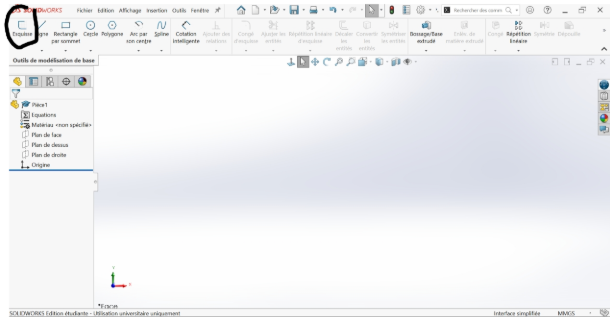 SOLIDWORKS Fichier Edition Affichage Insertion Outils Fenêtre Rechercher des comm
Esquisse Ligne Rectangle par sommet Cercle Polygone Arc par son centre Spline Cotation intelligente Ajouter des relations Congé d'esquisse Ajuster les entités Répétition linéaire d'esquisse Décaler les entités Convertir les entités Symétriser les entités Bossage/Base extrudé Enlèv. de matière extrudé Congé Répétition linéaire Symétrie Dépouille
Outils de modélisation de base
Pièce1
Equations
Matériau <non spécifié>
Plan de face
Plan de dessus
Plan de droite
Origine
*Face
SOLIDWORKS Edition étudiante - Utilisation universitaire uniquement Interface simplifiée MMGS